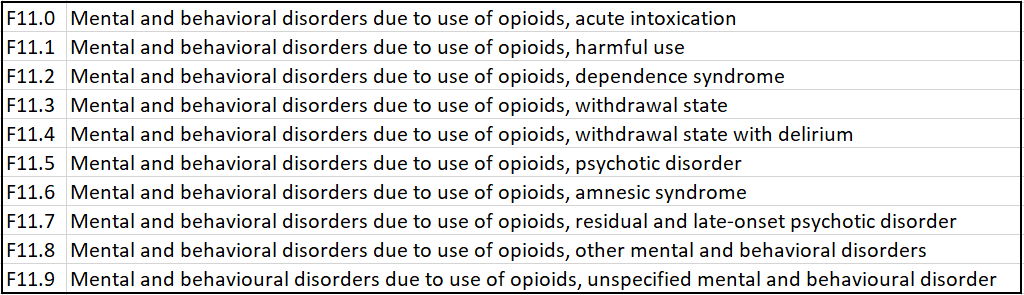 F11.0 Mental and behavioral disorders due to use of opioids, acute intoxication
F11.1 Mental and behavioral disorders due to use of opioids, harmful use
F11.2 Mental and behavioral disorders due to use of opioids, dependence syndrome
F11.3 Mental and behavioral disorders due to use of opioids, withdrawal state
F11.4 Mental and behavioral disorders due to use of opioids, withdrawal state with delirium
F11.5 Mental and behavioral disorders due to use of opioids, psychotic disorder
F11.6 Mental and behavioral disorders due to use of opioids, amnesic syndrome
F11.7 Mental and behavioral disorders due to use of opioids, residual and late-onset psychotic disorder
F11.8 Mental and behavioral disorders due to use of opioids, other mental and behavioral disorders
F11.9 Mental and behavioural disorders due to use of opioids, unspecified mental and behavioural disorder